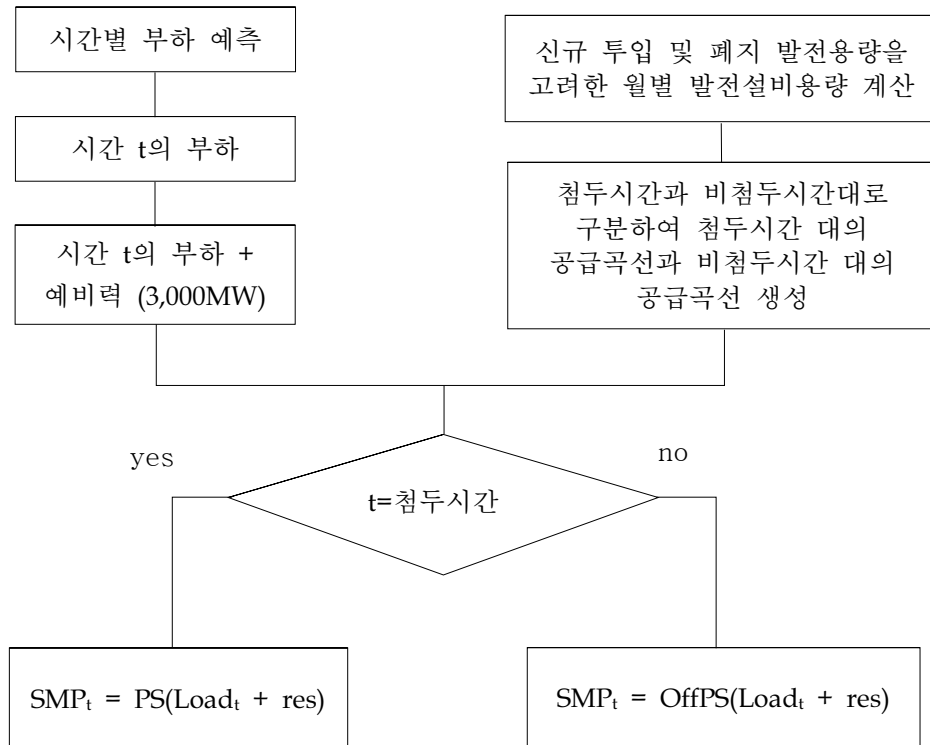 시간별 부하 예측
시간 t의 부하
시간 t의 부하 +
예비력 (3,000MW)
신규 투입 및 폐지 발전용량을
고려한 월별 발전설비용량 계산
첨두시간과 비첨두시간대로
구분하여 첨두시간 대의
공급곡선과 비첨두시간 대의
공급곡선 생성
yes
no
t=첨두시간
SMPₜ = PS(Loadₜ + res)
SMPₜ = OffPS(Loadₜ + res)